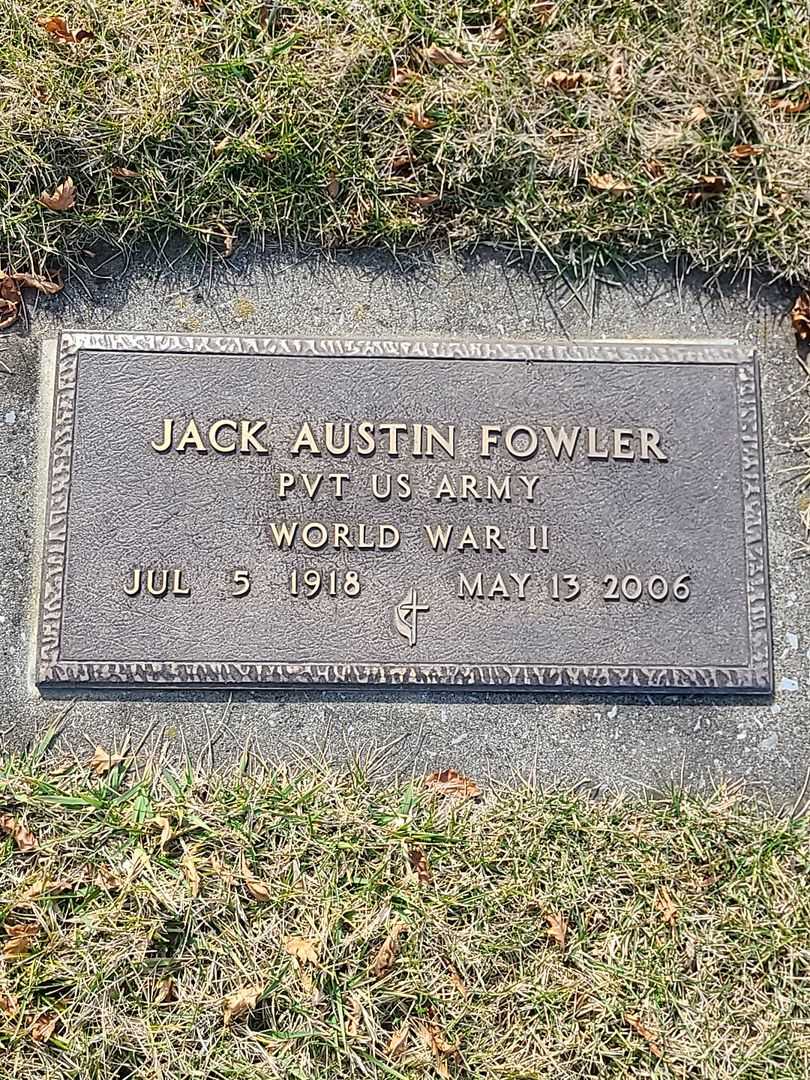 JACK AUSTIN FOWLER
PVT US ARMY
WORLD WAR II
JUL 5 1918 MAY 13 2006